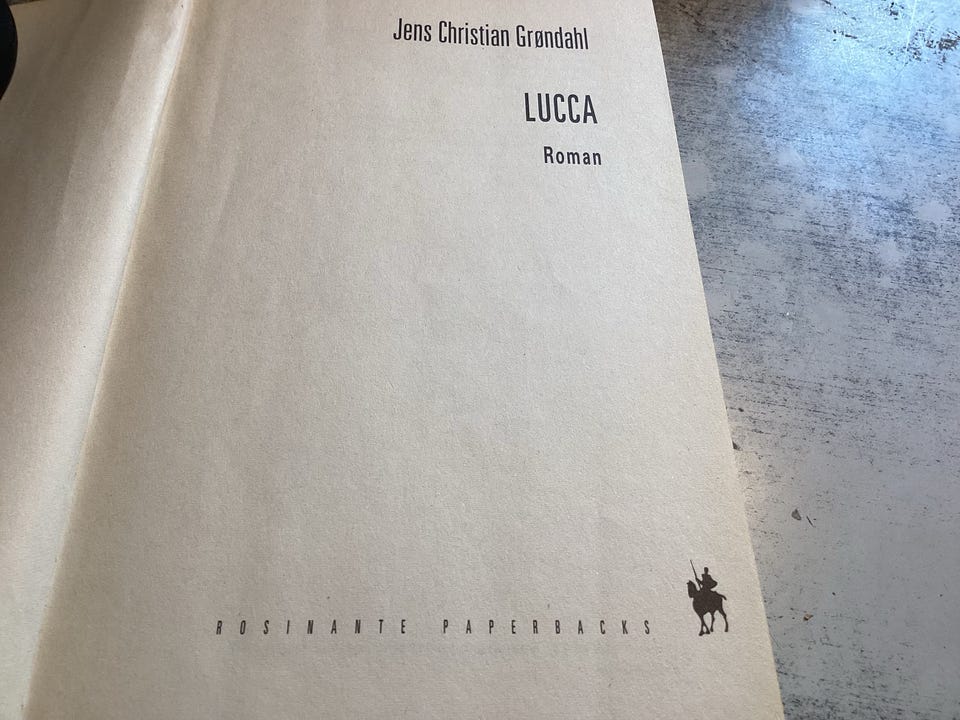 Jens Christian Grøndahl
LUCCA
Roman
ROSINANTE PAPERBACKS